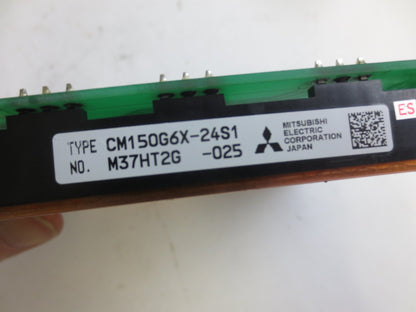 TYPE CM150G6X-24S1
NO. M37HT2G -025
MITSUBISHI
ELECTRIC
CORPORATION
JAPAN